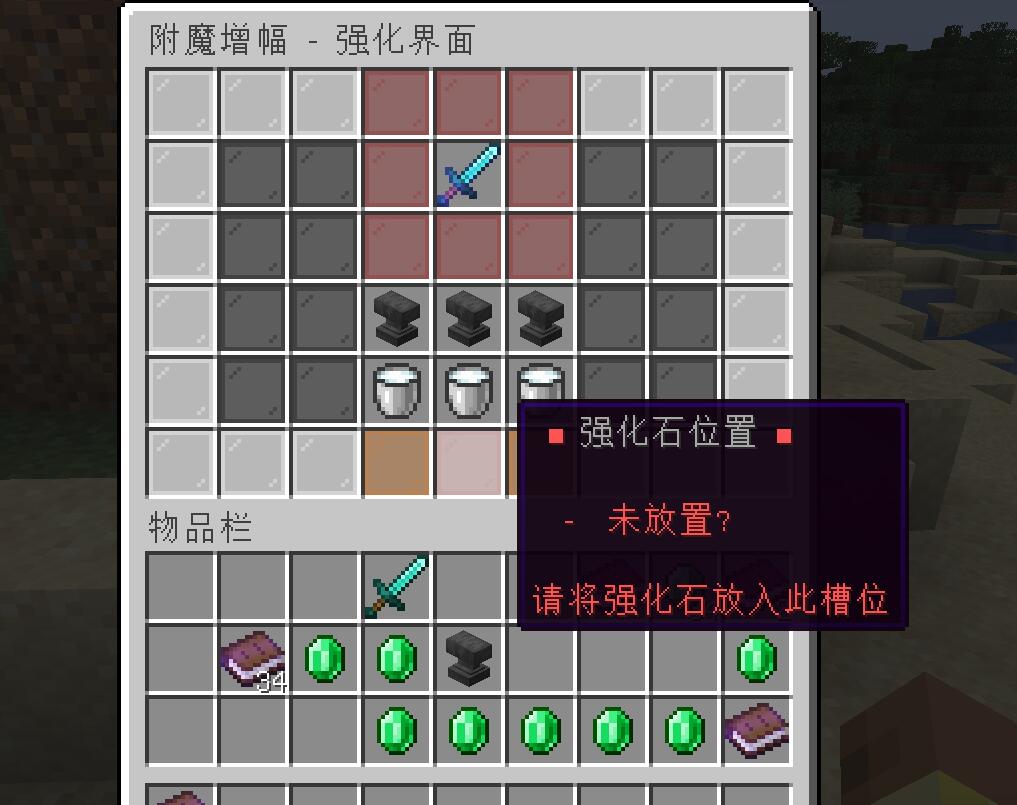 附魔增幅 - 强化界面
▪ 强化石位置 ▪
- 未放置?
请将强化石放入此槽位
物品栏
34